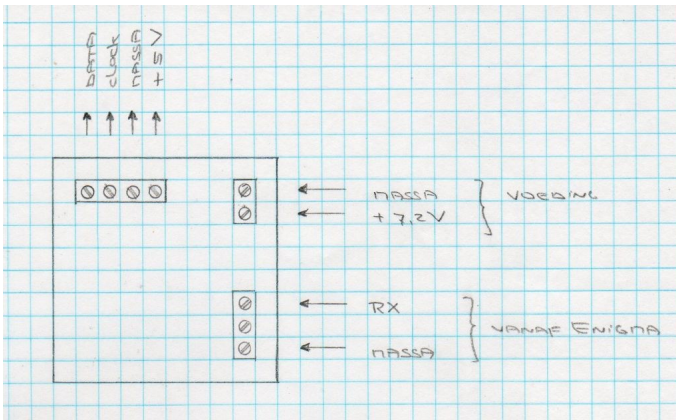 DATA
clock
MASSA
+5V
MASSA
+7,2V
VOEDING
RX
MASSA
VANAF ENIGMA